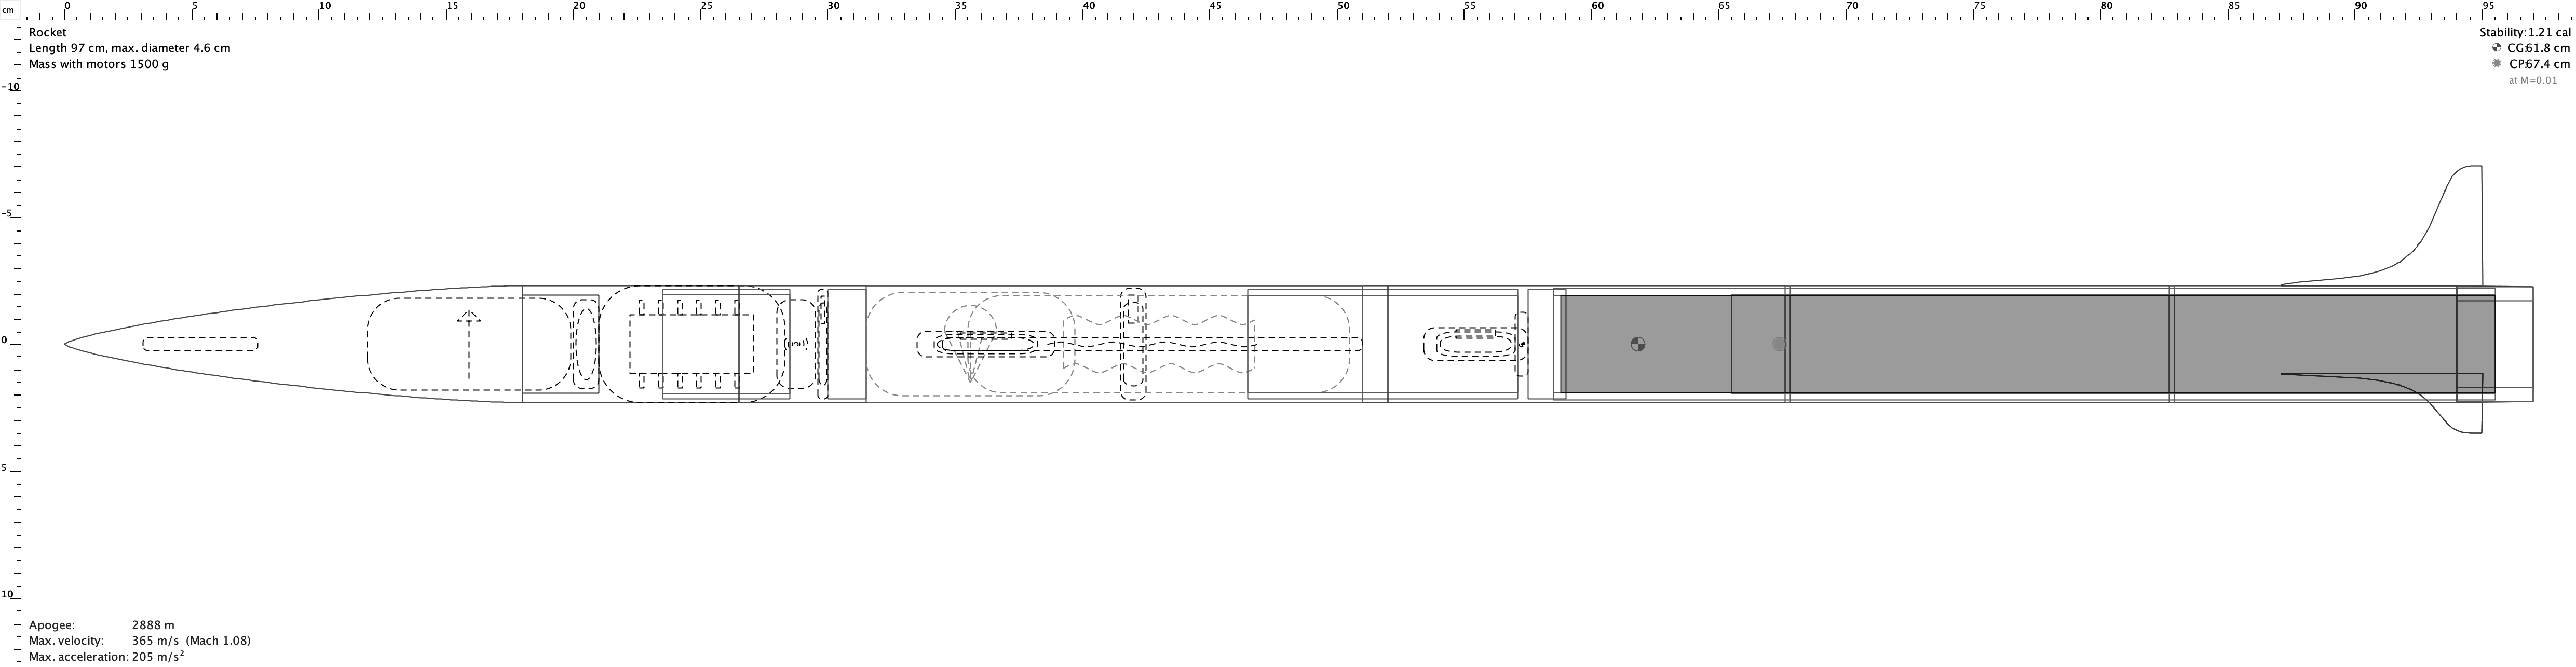 cm 0 5 10 15 20 25 30 35 40 45 50 55 60 65 70 75 80 85 90 95
Rocket
Length 97 cm, max. diameter 4.6 cm
Mass with motors 1500 g
Stability:1.21 cal
CG:61.8 cm
CP:67.4 cm
at M=0.01
-10
-5
0
5
10
Apogee: 2888 m
Max. velocity: 365 m/s (Mach 1.08)
Max. acceleration: 205 m/s²